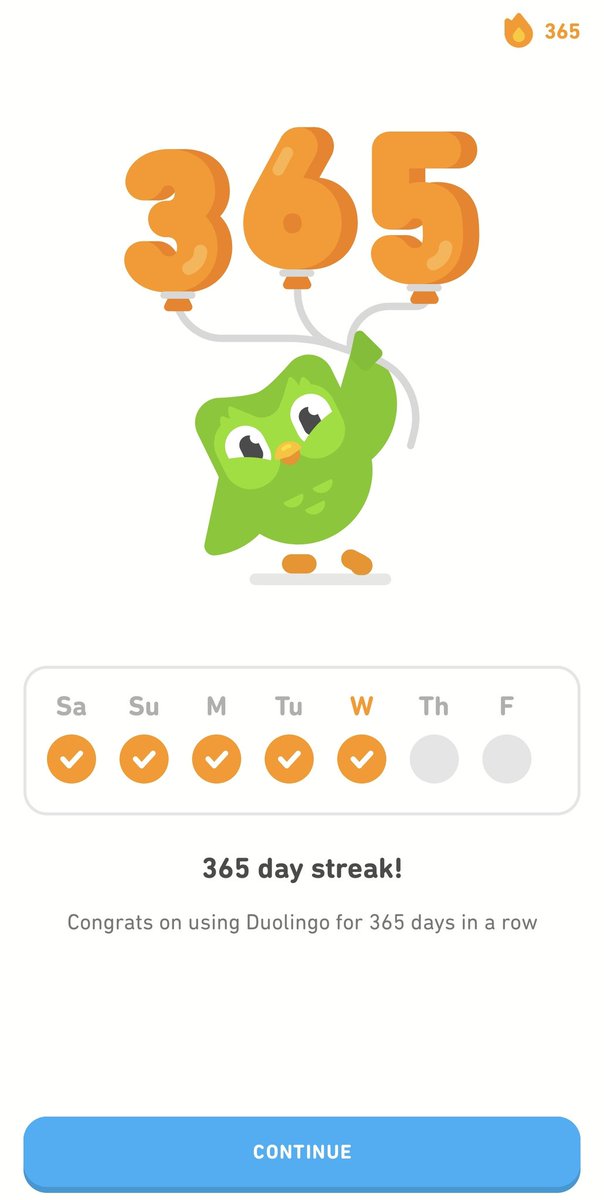 365
365
Sa Su M Tu W Th F
365 day streak!
Congrats on using Duolingo for 365 days in a row
CONTINUE